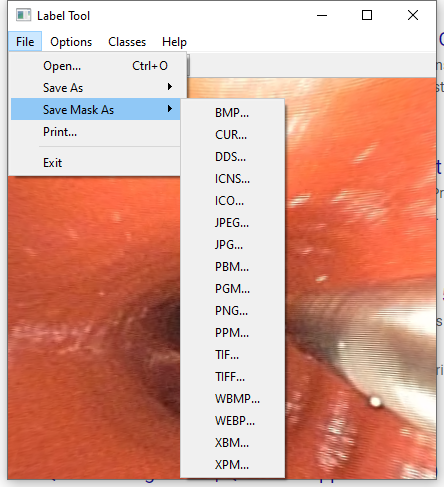 Label Tool
File Options Classes Help
Open... Ctrl+O
Save As
Save Mask As
Print...
Exit
BMP...
CUR...
DDS...
ICNS...
ICO...
JPEG...
JPG...
PBM...
PGM...
PNG...
PPM...
TIF...
TIFF...
WBMP...
WEBP...
XBM...
XPM...